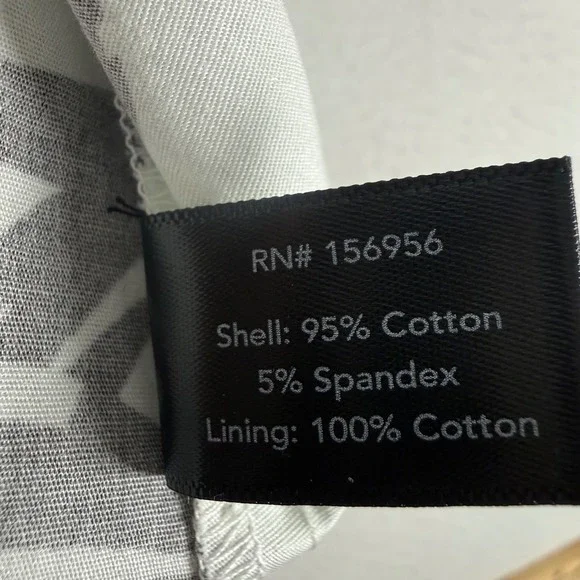 RN# 156956
Shell: 95% Cotton
5% Spandex
Lining: 100% Cotton